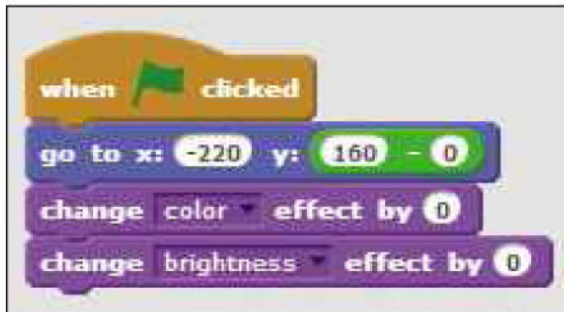 when clicked
go to x: -220 y: 160 - 0
change color effect by 0
change brightness effect by 0